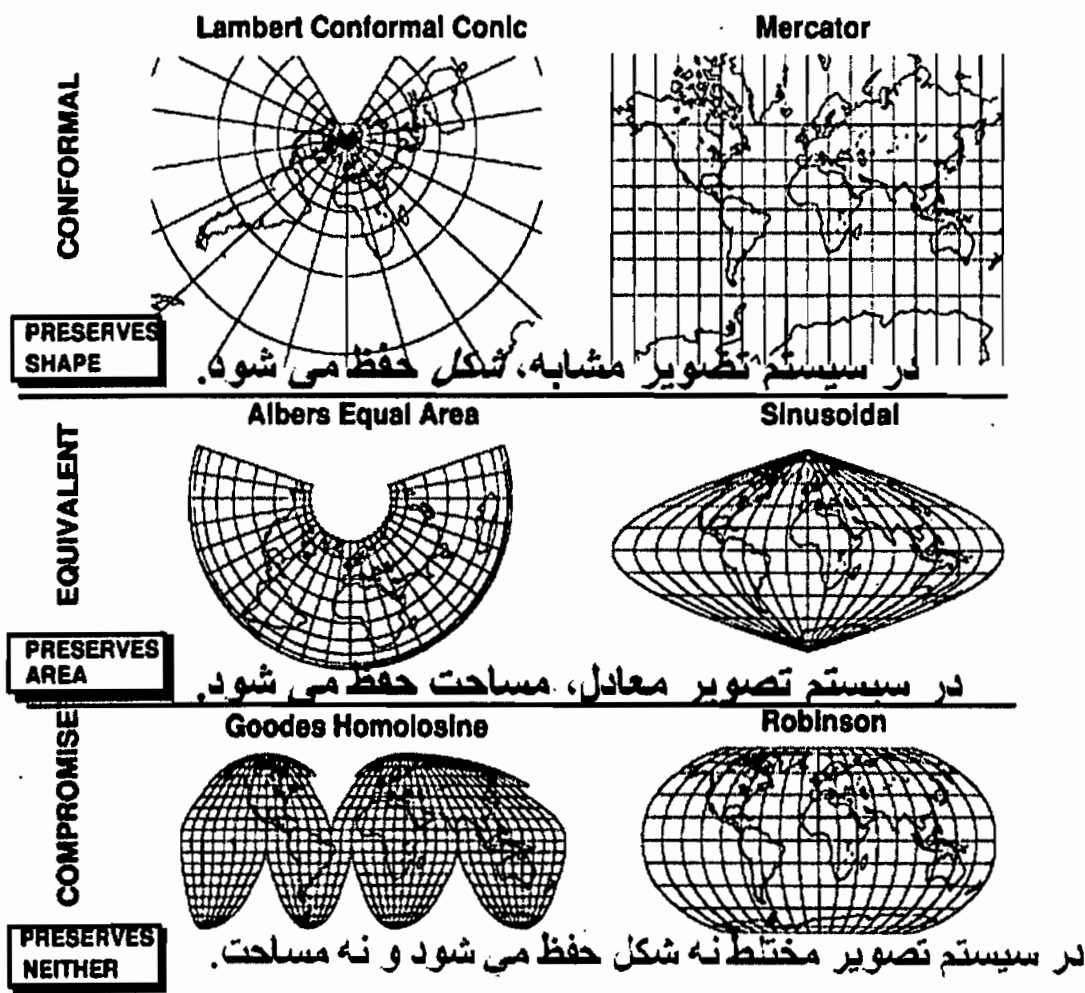 Lambert Conformal Conic
Mercator
CONFORMAL
PRESERVES
SHAPE
در سیستم تصویر مشابه، شکل حفظ می شود.
Albers Equal Area
Sinusoidal
EQUIVALENT
PRESERVES
AREA
در سیستم تصویر معادل، مساحت حفظ می شود.
Goodes Homolosine
Robinson
COMPROMISE
PRESERVES
NEITHER
در سیستم تصویر مختلط نه شکل حفظ می شود و نه مساحت.